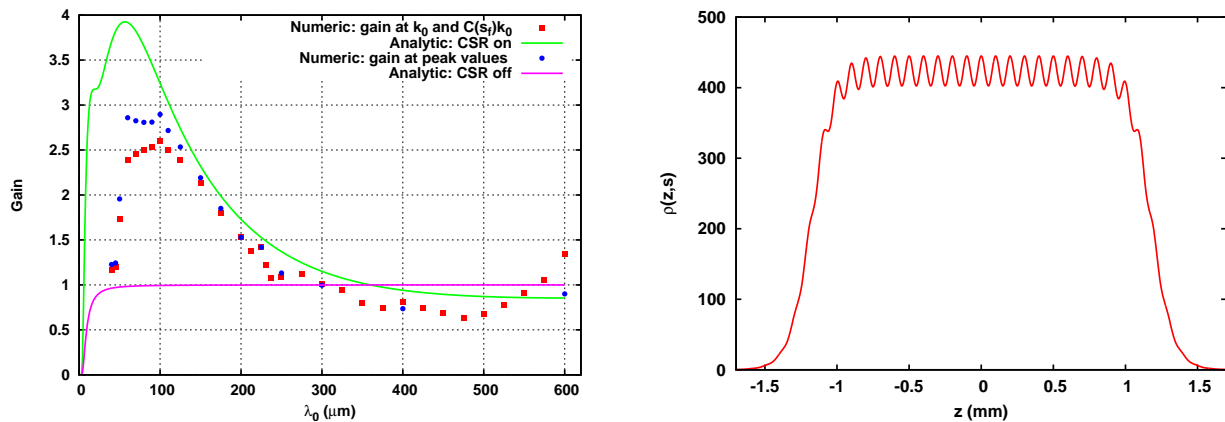 Numeric: gain at k0 and C(sf)k0
Analytic: CSR on
Numeric: gain at peak values
Analytic: CSR off
Gain
4
3.5
3
2.5
2
1.5
1
0.5
0
0 100 200 300 400 500 600
λ0 (μm)
ρ(z,s)
500
400
300
200
100
0
-1.5 -1 -0.5 0 0.5 1 1.5
z (mm)